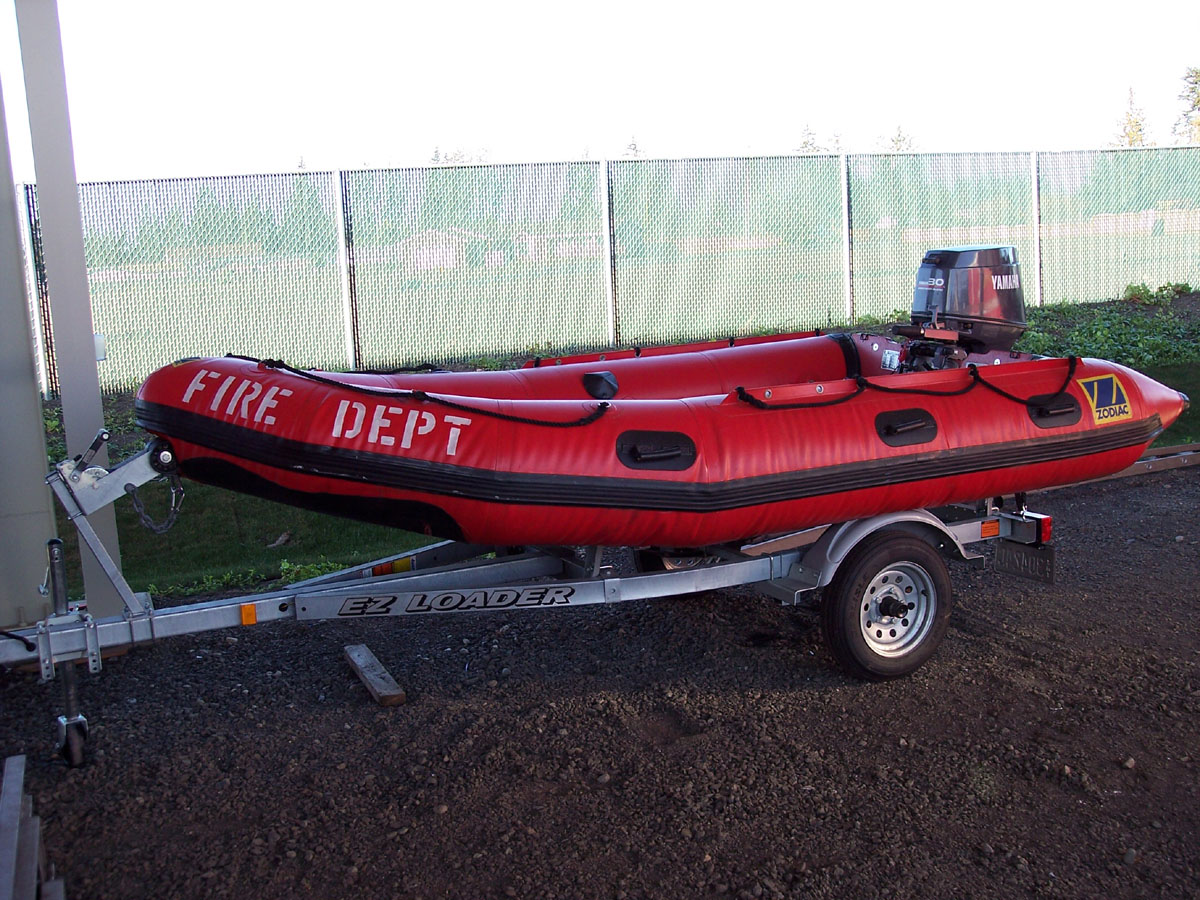 FIRE DEPT
30
YAMAHA
ZODIAC
EZ LOADER